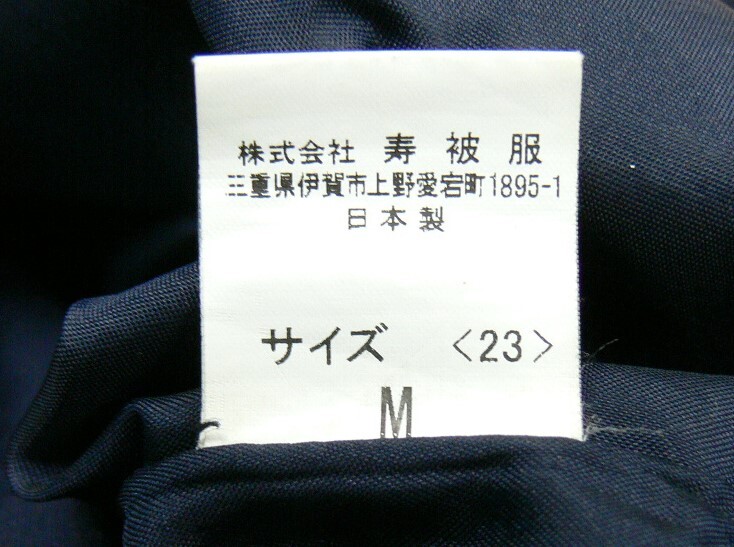 株式会社 寿被服
三重県伊賀市上野愛宕町1895-1
日本製
サイズ 〈23〉
M